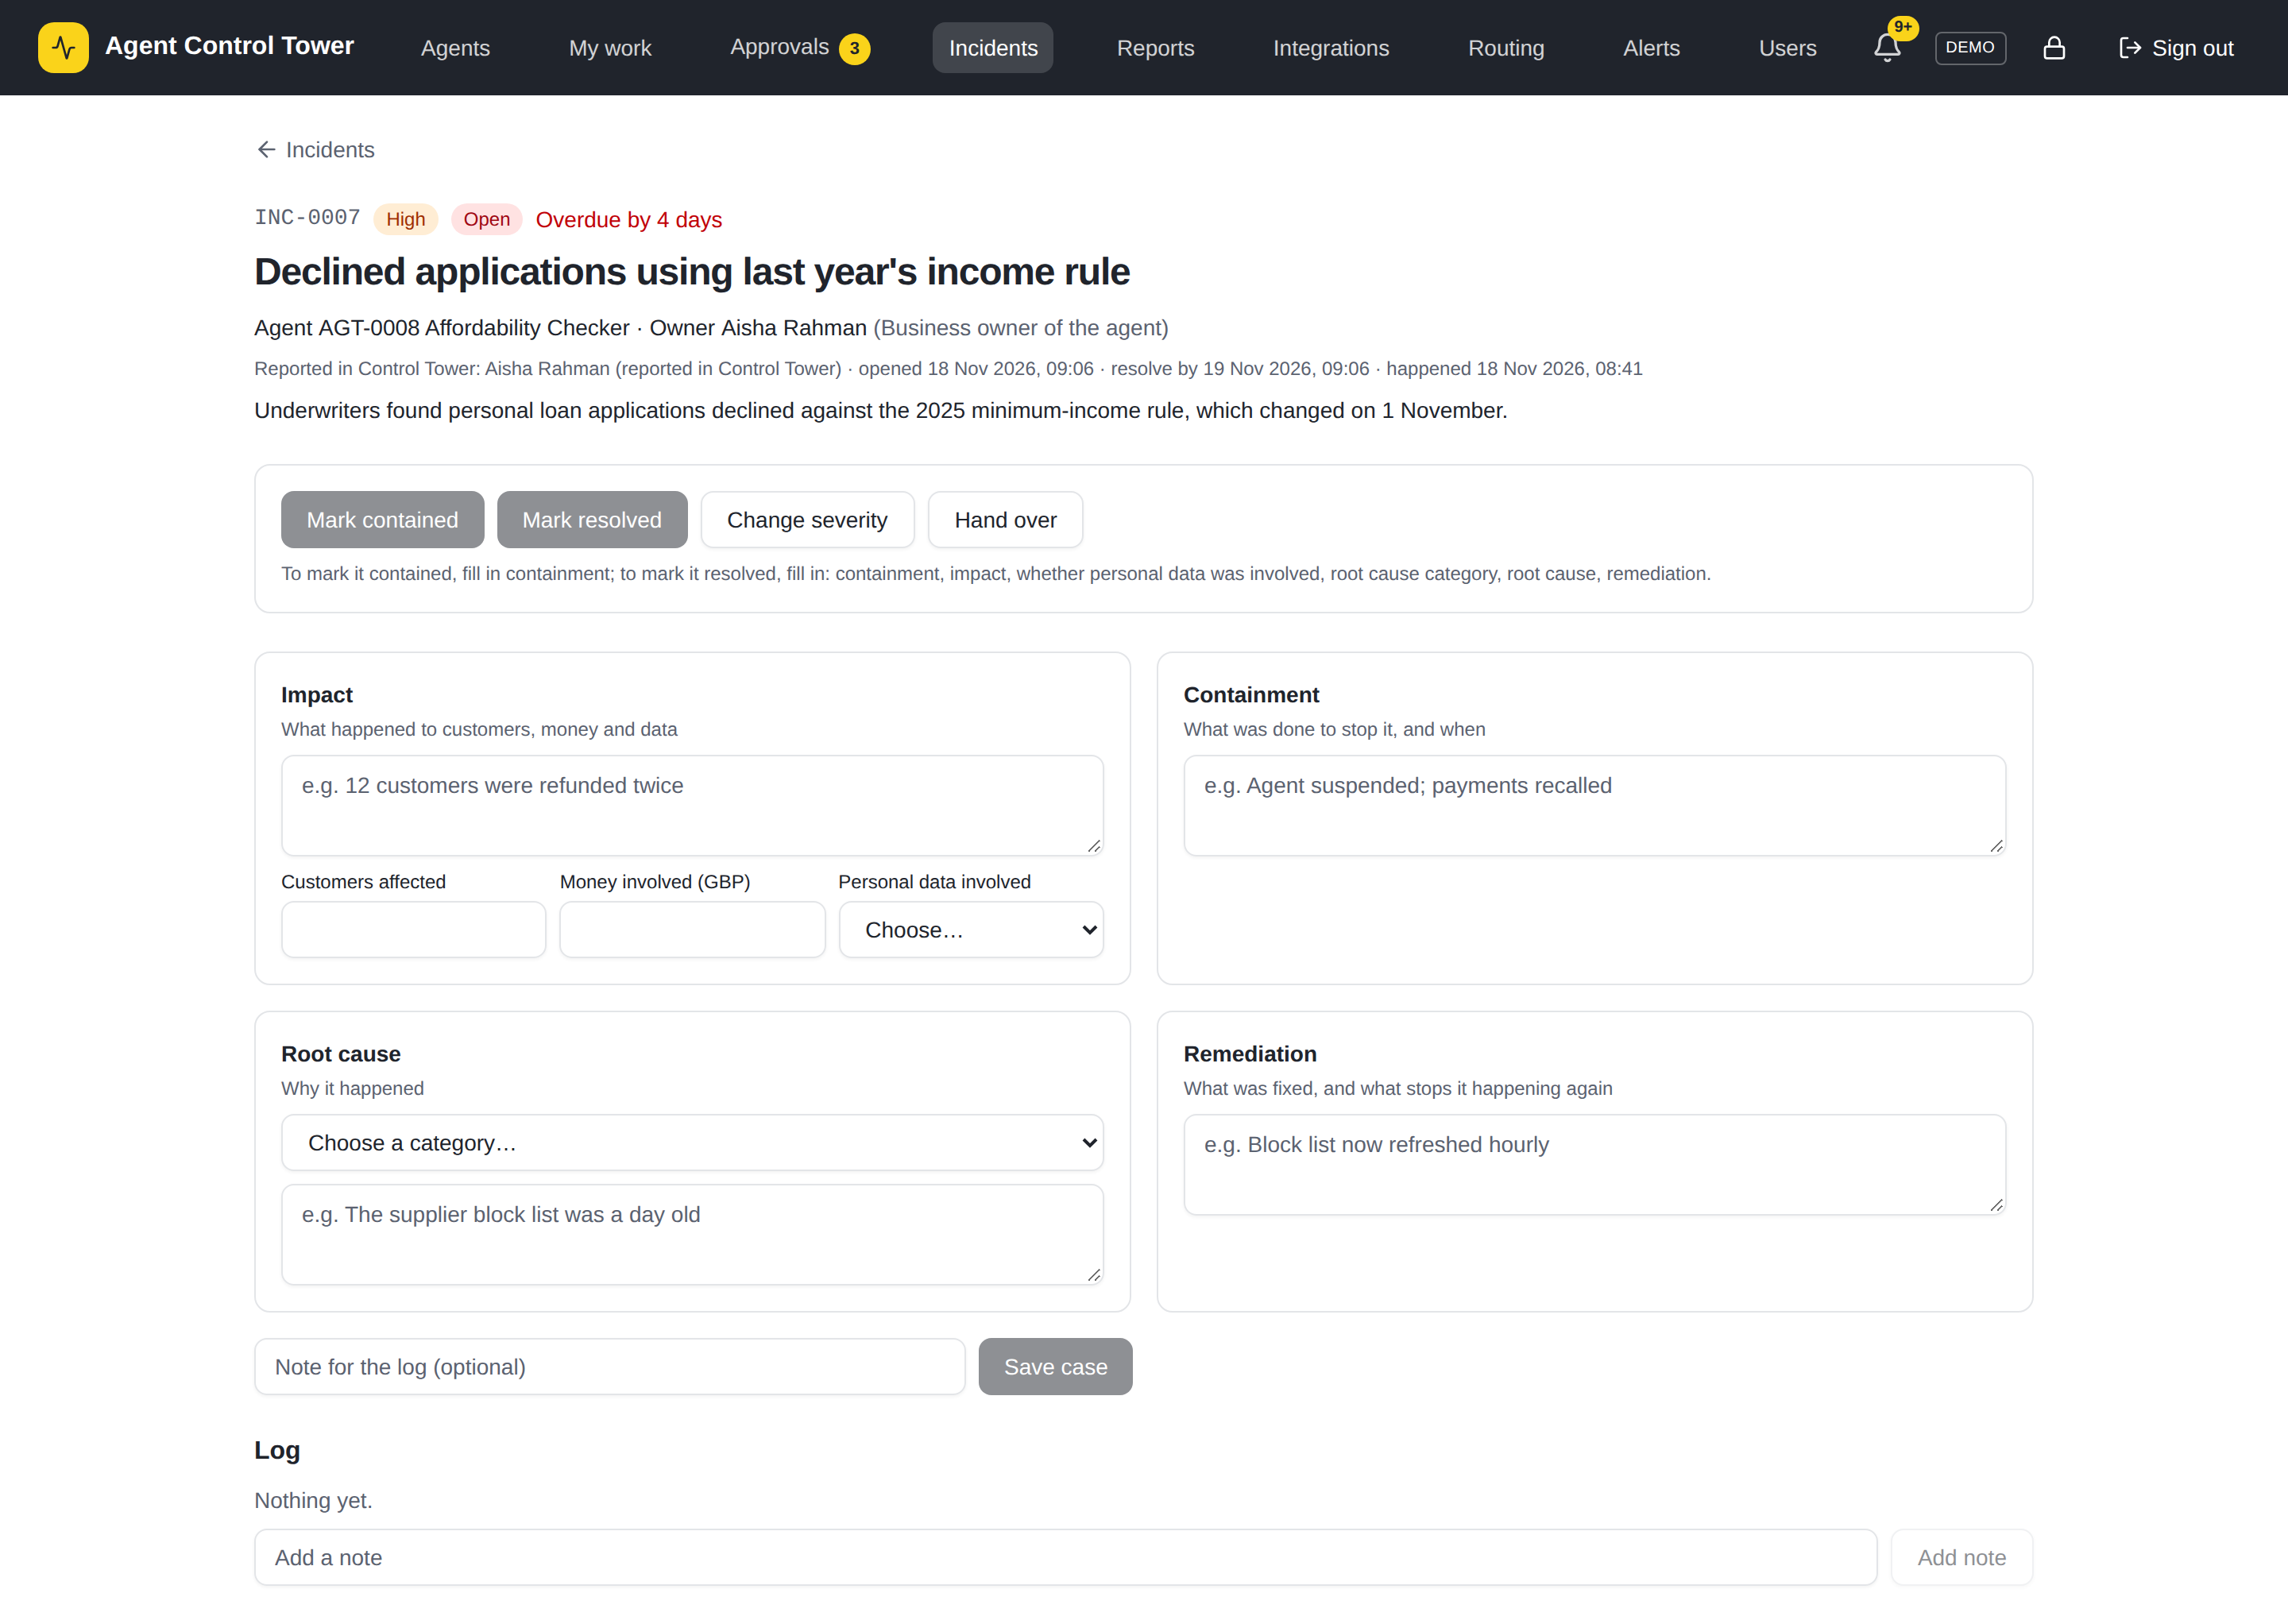 Agent Control Tower
Agents
My work
Approvals 3
Incidents
Reports
Integrations
Routing
Alerts
Users
9+
DEMO
Sign out
Incidents
INC-0007 High Open Overdue by 4 days
Declined applications using last year's income rule
Agent AGT-0008 Affordability Checker · Owner Aisha Rahman (Business owner of the agent)
Reported in Control Tower: Aisha Rahman (reported in Control Tower) · opened 18 Nov 2026, 09:06 · resolve by 19 Nov 2026, 09:06 · happened 18 Nov 2026, 08:41
Underwriters found personal loan applications declined against the 2025 minimum-income rule, which changed on 1 November.
Mark contained
Mark resolved
Change severity
Hand over
To mark it contained, fill in containment; to mark it resolved, fill in: containment, impact, whether personal data was involved, root cause category, root cause, remediation.
Impact
What happened to customers, money and data
e.g. 12 customers were refunded twice
Customers affected
Money involved (GBP)
Personal data involved
Choose…
Containment
What was done to stop it, and when
e.g. Agent suspended; payments recalled
Root cause
Why it happened
Choose a category…
e.g. The supplier block list was a day old
Remediation
What was fixed, and what stops it happening again
e.g. Block list now refreshed hourly
Note for the log (optional)
Save case
Log
Nothing yet.
Add a note
Add note